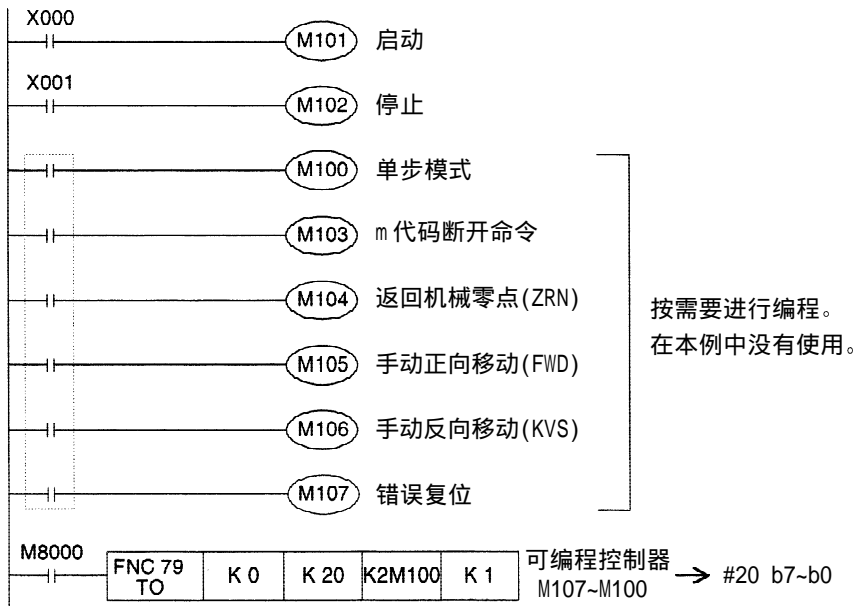 X000
M101 启动
X001
M102 停止
M100 单步模式
M103 m代码断开命令
M104 返回机械零点(ZRN)
按需要进行编程。
在本例中没有使用。
M105 手动正向移动(FWD)
M106 手动反向移动(KVS)
M107 错误复位
M8000
FNC 79 TO K 0 K 20 K2M100 K 1
可编程控制器
M107~M100 → #20 b7~b0